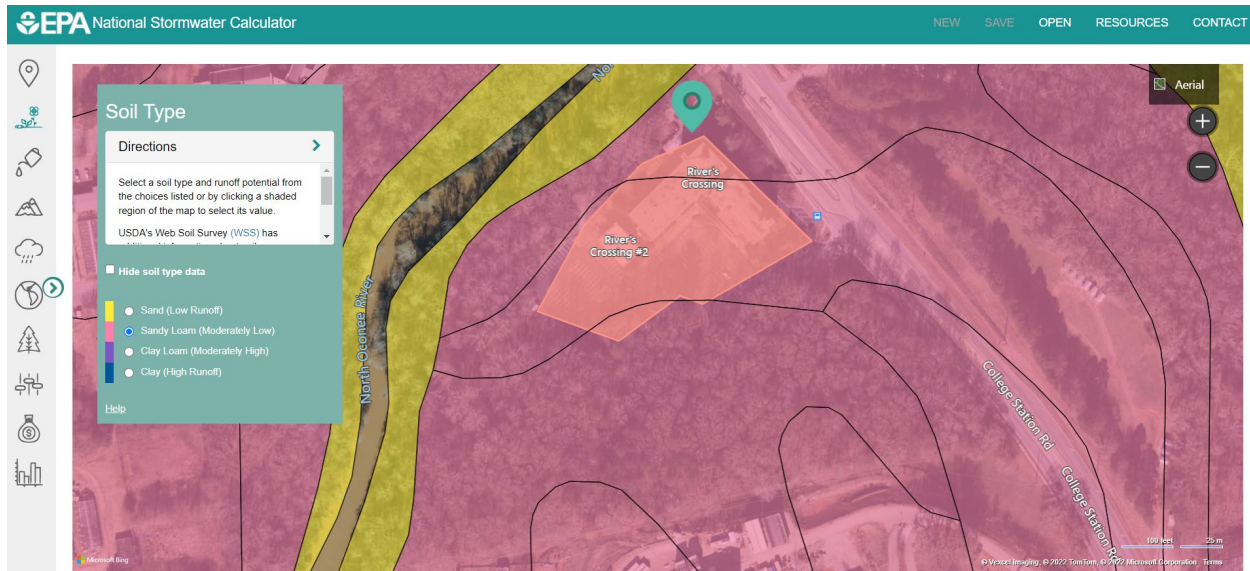 EPA National Stormwater Calculator
NEW SAVE OPEN RESOURCES CONTACT
Soil Type
Directions
Select a soil type and runoff potential from
the choices listed or by clicking a shaded
region of the map to select its value.
USDA's Web Soil Survey (WSS) has
Hide soil type data
Sand (Low Runoff)
Sandy Loam (Moderately Low)
Clay Loam (Moderately High)
Clay (High Runoff)
Help
Aerial
River's
Crossing
River's
Crossing #2
North Oconee River
College Station Rd
College Station Rd
100 feet 25 m
Microsoft Bing
© Vexcel Imaging, © 2022 TomTom, © 2022 Microsoft Corporation Terms